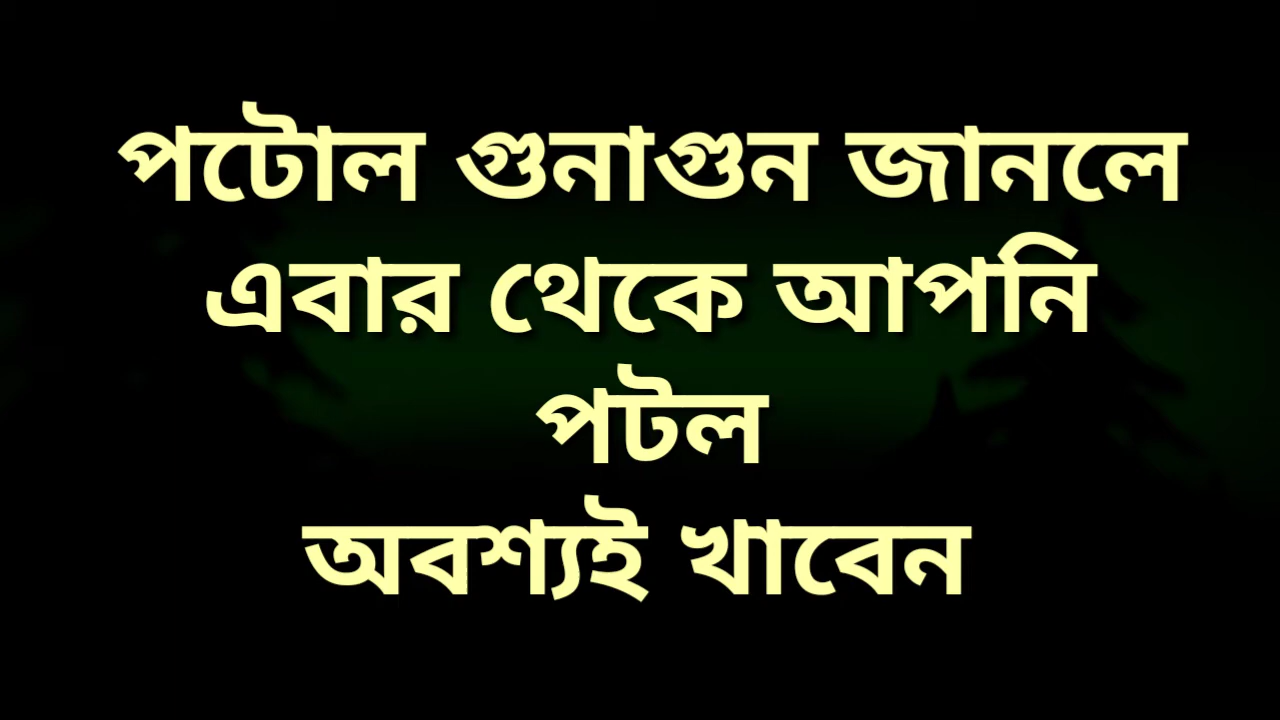 পটোল গুনাগুন জানলে
এবার থেকে আপনি
পটল
অবশ্যই খাবেন